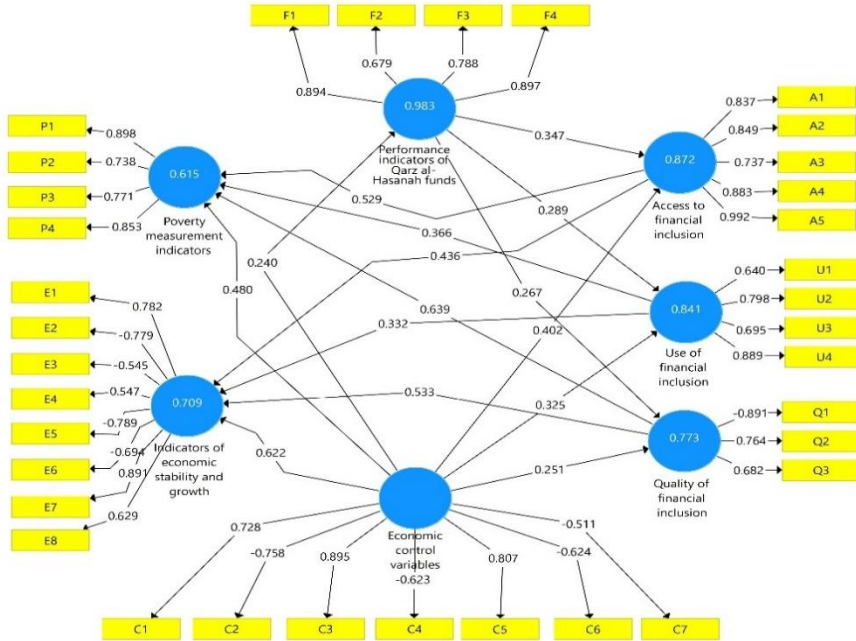 F1
F2
F3
F4
0.894
0.679
0.788
0.897
0.983
Performance
indicators of
Qarz al-
Hasanah funds
P1
P2
P3
P4
0.898
0.738
0.771
0.853
0.615
Poverty
measurement
indicators
0.347
0.872
Access to
financial
inclusion
0.837
0.849
0.737
0.883
0.992
A1
A2
A3
A4
A5
0.529
0.289
0.366
0.240
0.436
0.267
0.480
0.639
0.332
0.402
0.841
Use of
financial
inclusion
0.640
0.798
0.695
0.889
U1
U2
U3
U4
E1
E2
E3
E4
E5
E6
E7
E8
0.782
-0.779
-0.545
0.547
-0.789
-0.694
0.891
0.629
0.709
Indicators of
economic
stability and
growth
0.533
0.325
0.622
0.251
0.773
Quality of
financial
inclusion
-0.891
0.764
0.682
Q1
Q2
Q3
Economic
control
variables
0.728
-0.758
0.895
-0.623
0.807
-0.624
-0.511
C1
C2
C3
C4
C5
C6
C7